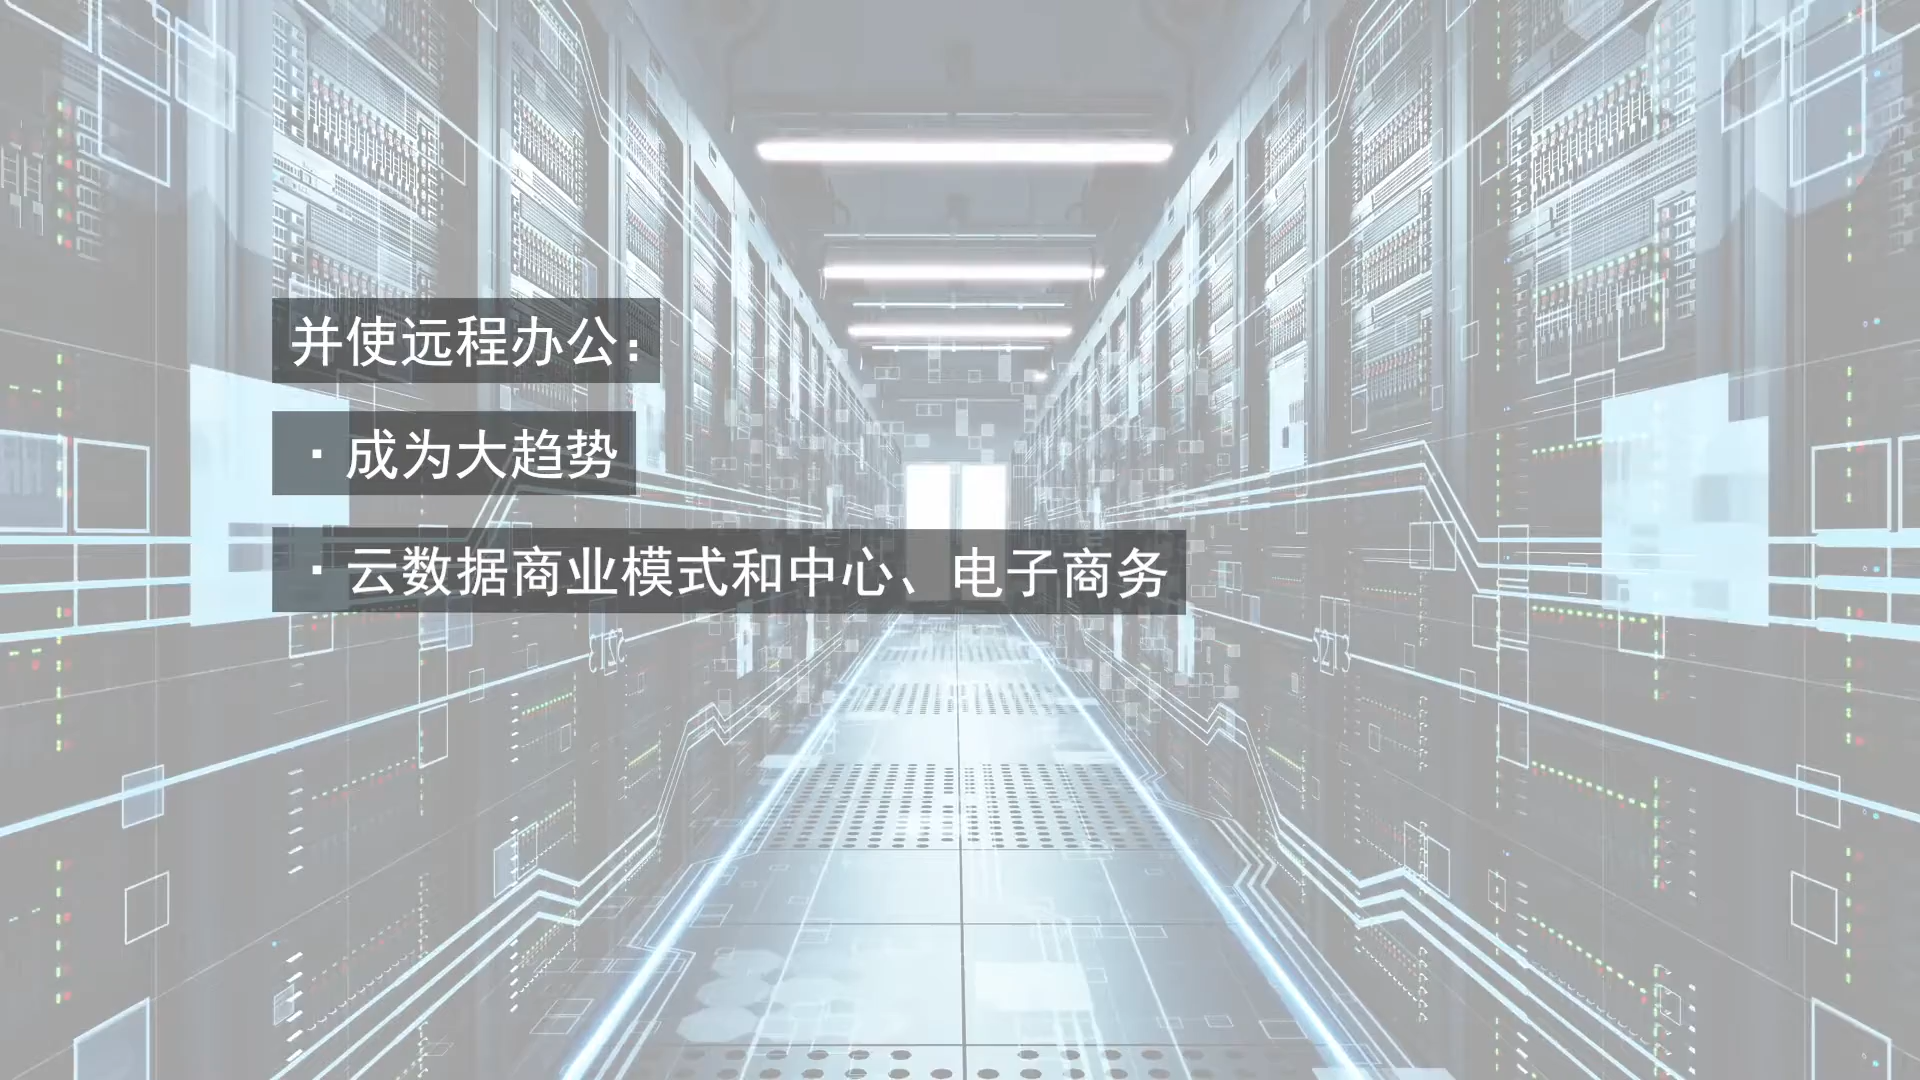 并使远程办公：
· 成为大趋势
· 云数据商业模式和中心、电子商务